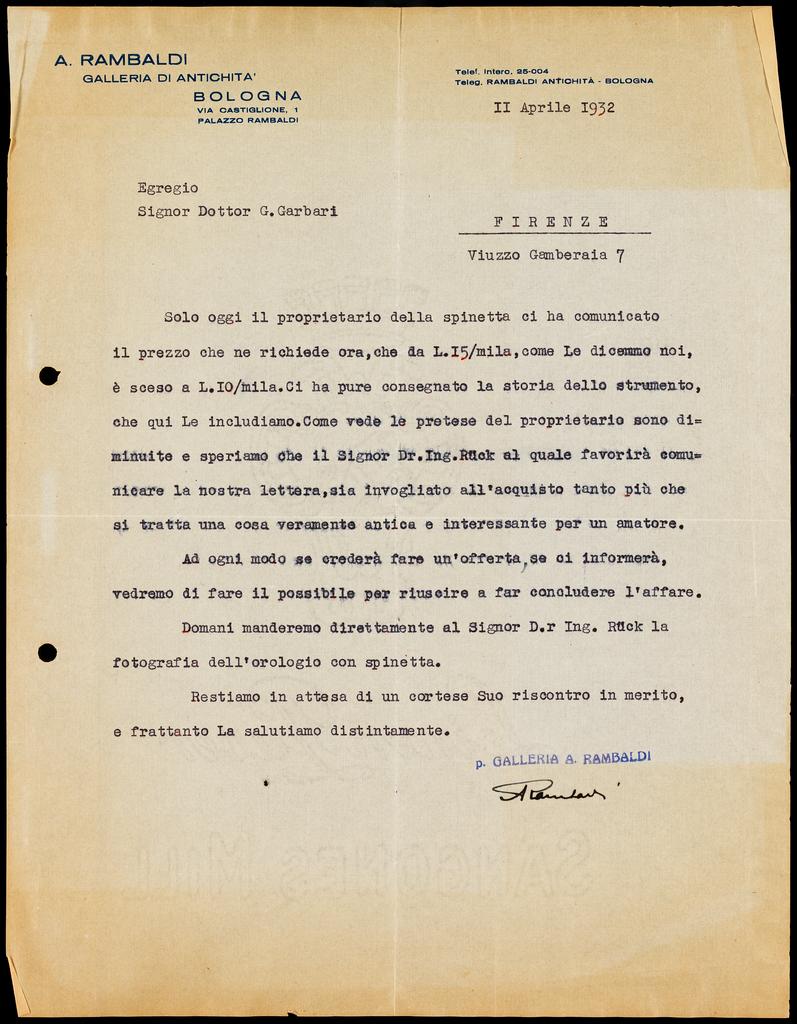 A. RAMBALDI
GALLERIA DI ANTICHITA'
BOLOGNA
VIA CASTIGLIONE, 1
PALAZZO RAMBALDI
Telef. Interc. 25-004
Teleg. RAMBALDI ANTICHITÀ - BOLOGNA
II Aprile I932
Egregio
Signor Dottor G.Garbari
FIRENZE
Viuzzo Gamberaia 7
Solo oggi il proprietario della spinetta ci ha comunicato
il prezzo che ne richiede ora,che da L.I5/mila,come Le dicemmo noi,
è sceso a L.IO/mila.Ci ha pure consegnato la storia dello strumento,
che qui Le includiamo.Come vede le pretese del proprietario sono di=
minuite e speriamo che il Signor Dr.Ing.Rück al quale favorirà comu=
nicare la nostra lettera,sia invogliato all'acquisto tanto più che
si tratta una cosa veramente antica e interessante per un amatore.
Ad ogni modo se crederà fare un'offerta,se ci informerà,
vedremo di fare il possibile per riuscire a far concludere l'affare.
Domani manderemo direttamente al Signor D.r Ing. Rück la
fotografia dell'orologio con spinetta.
Restiamo in attesa di un cortese Suo riscontro in merito,
e frattanto La salutiamo distintamente.
p. GALLERIA A. RAMBALDI
ARambaldi
SANGONES MILL